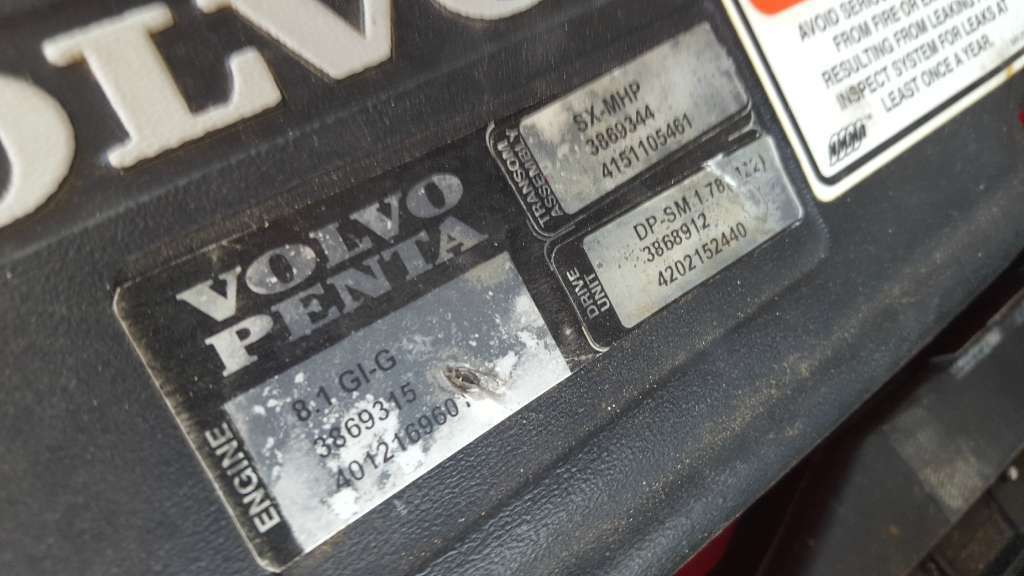 VOLVO
PENTA
ENGINE
8.1 GI-G
3869315
TRANSOM
ASSEMBLY
SX-MHP
3869344
4151105461
DRIVE
UNIT
DP-SM 1.78
3868912
4202152440
AVOID SERIOUS
FROM FIRE OR
RESULTING FROM LEAKING
INSPECT SYSTEM FOR LEAKS AT
LEAST ONCE A YEAR.